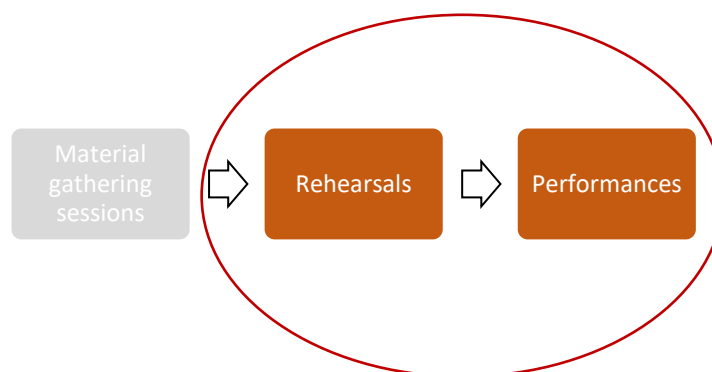 Material
gathering
sessions
Rehearsals
Performances